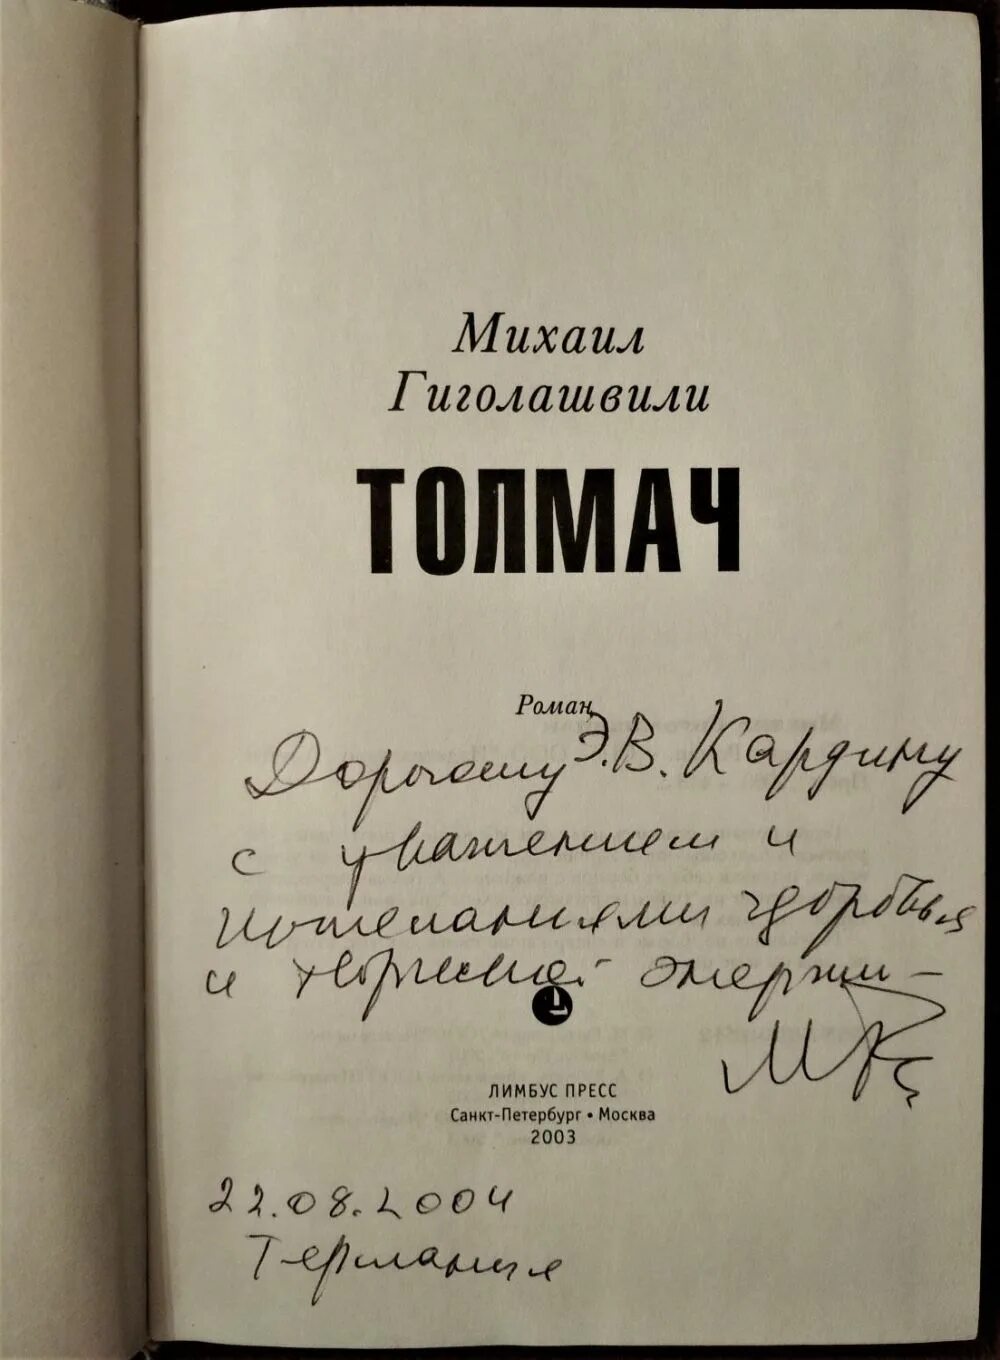 Михаил
Гиголашвили
ТОЛМАЧ
Роман
Дорогому Э.В. Кардину
с уважением и
пожеланиями здоровья
и творческой энергии –
ЛИМБУС ПРЕСС
Санкт-Петербург • Москва
2003
22.08.2004
Германия